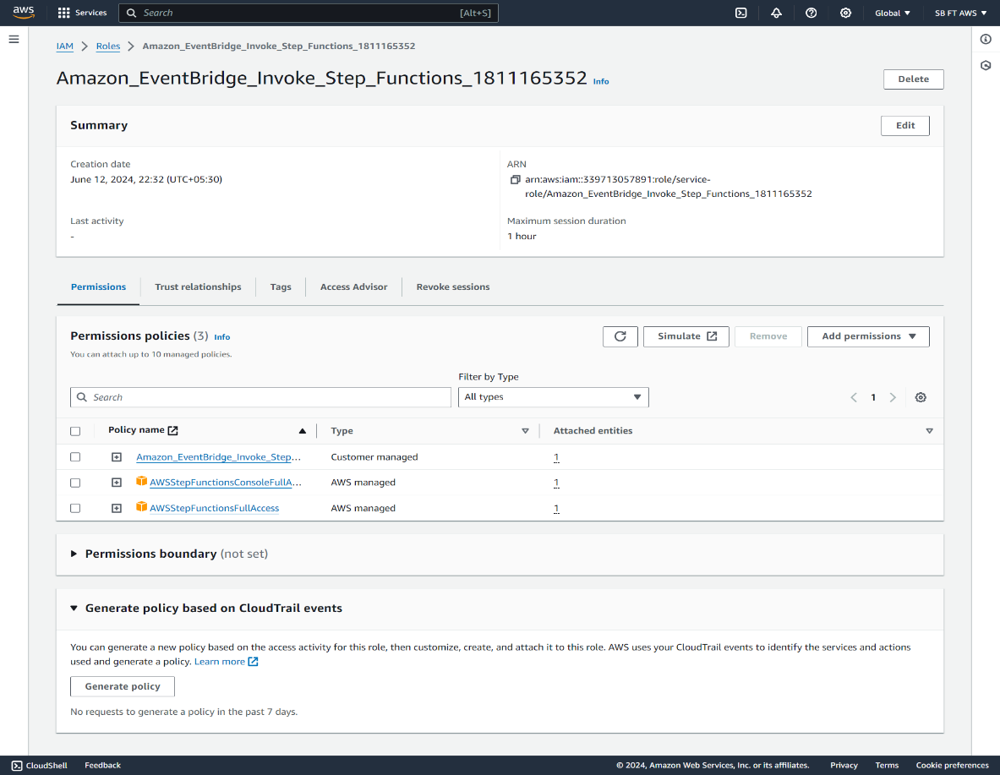 aws
Services
Search
[Alt+S]
Global
SB FT AWS
IAM
Roles
Amazon_EventBridge_Invoke_Step_Functions_1811165352
Amazon_EventBridge_Invoke_Step_Functions_1811165352 Info
Delete
Summary
Edit
Creation date
June 12, 2024, 22:32 (UTC+05:30)
ARN
arn:aws:iam::339713057891:role/service-
role/Amazon_EventBridge_Invoke_Step_Functions_1811165352
Last activity
-
Maximum session duration
1 hour
Permissions
Trust relationships
Tags
Access Advisor
Revoke sessions
Permissions policies (3) Info
You can attach up to 10 managed policies.
Simulate
Remove
Add permissions
Filter by Type
Search
All types
1
Policy name
Type
Attached entities
Amazon_EventBridge_Invoke_Step...
Customer managed
1
AWSStepFunctionsConsoleFullA...
AWS managed
1
AWSStepFunctionsFullAccess
AWS managed
1
Permissions boundary (not set)
Generate policy based on CloudTrail events
You can generate a new policy based on the access activity for this role, then customize, create, and attach it to this role. AWS uses your CloudTrail events to identify the services and actions
used and generate a policy. Learn more
Generate policy
No requests to generate a policy in the past 7 days.
CloudShell
Feedback
© 2024, Amazon Web Services, Inc. or its affiliates.
Privacy
Terms
Cookie preferences